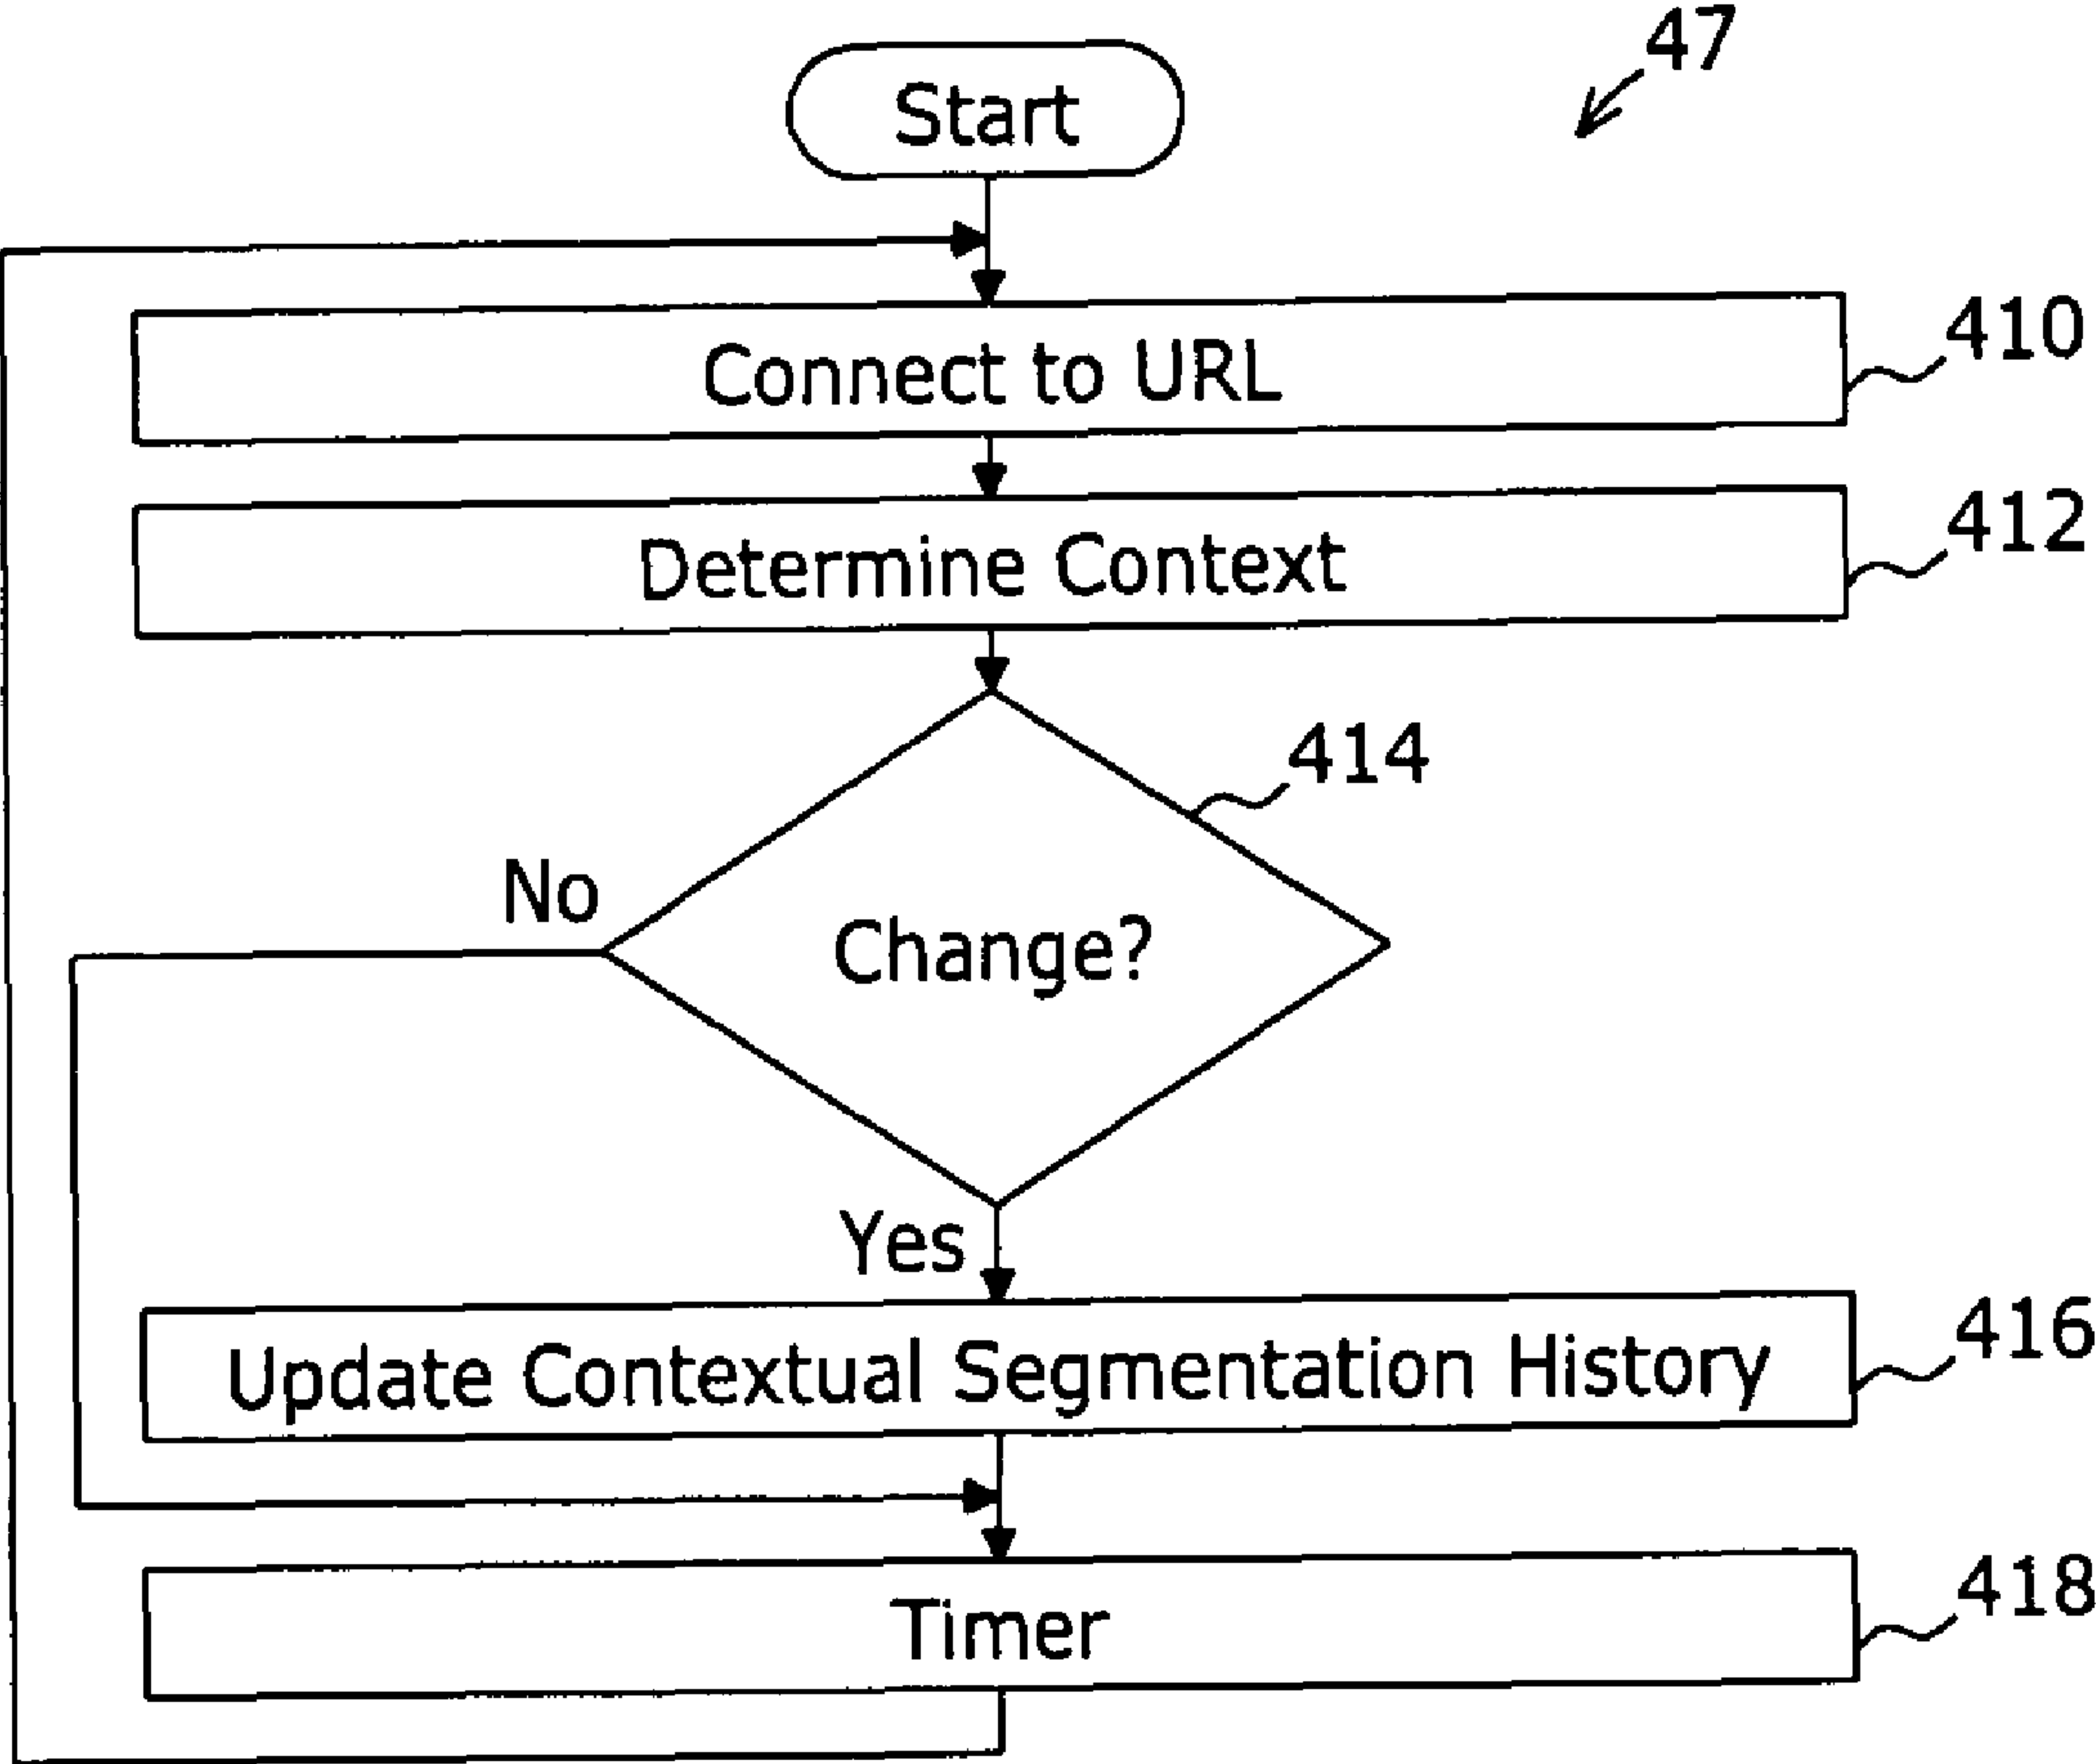 47
Start
Connect to URL
410
Determine Context
412
414
No
Change?
Yes
Update Contextual Segmentation History
416
Timer
418